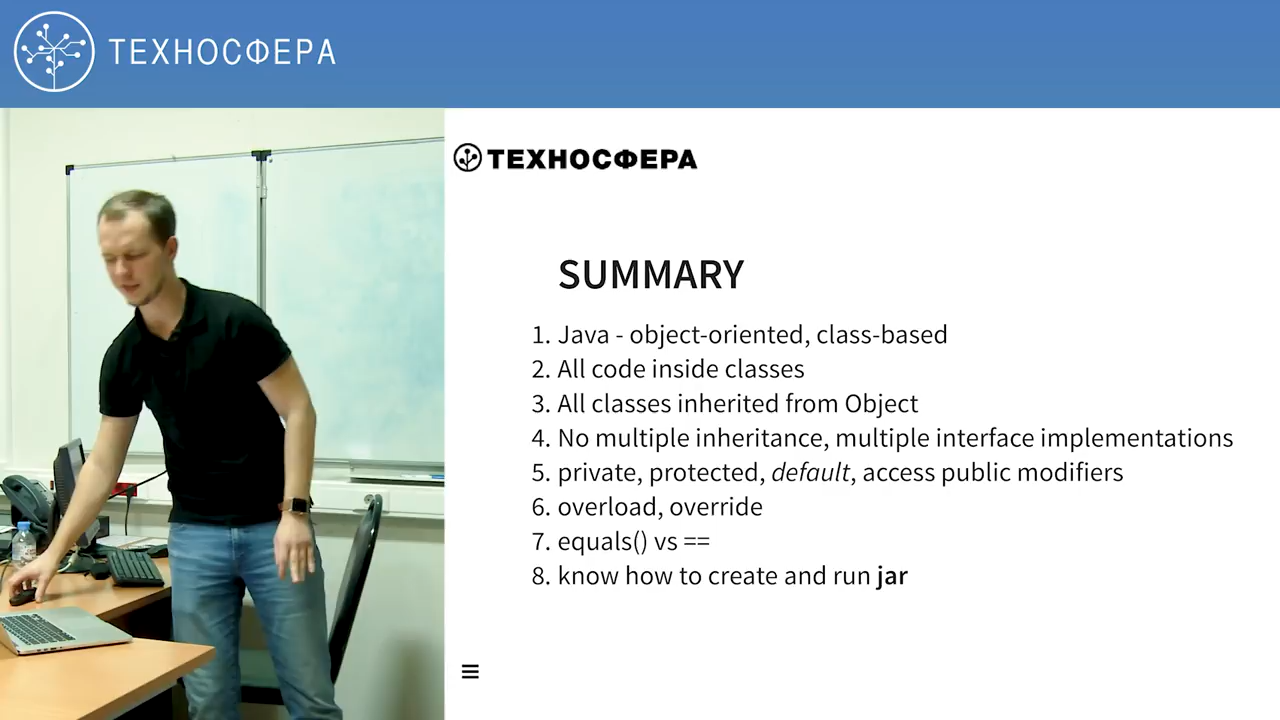 ТЕХНОСФЕРА
ТЕХНОСФЕРА
SUMMARY
1. Java - object-oriented, class-based
2. All code inside classes
3. All classes inherited from Object
4. No multiple inheritance, multiple interface implementations
5. private, protected, default, access public modifiers
6. overload, override
7. equals() vs ==
8. know how to create and run jar